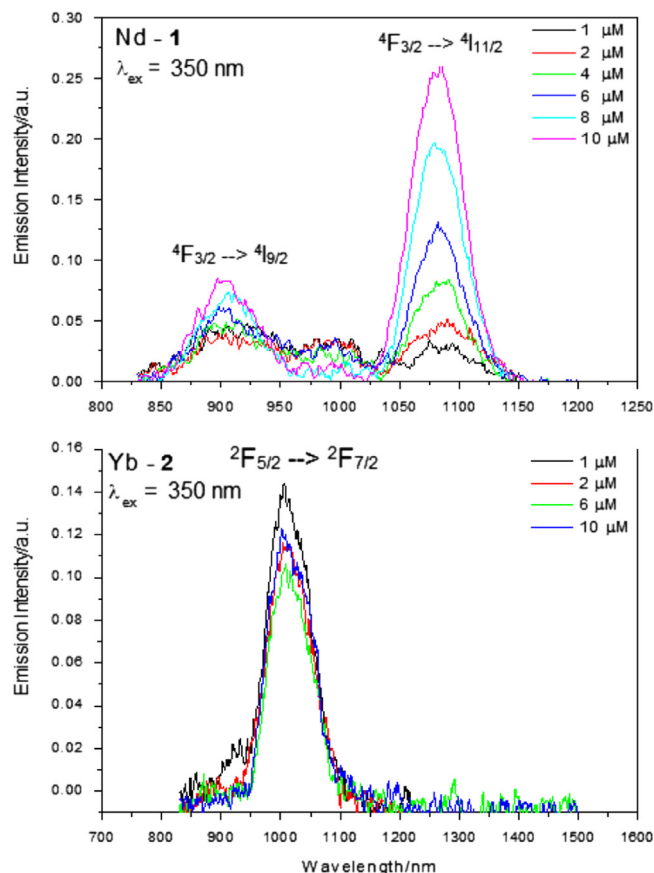 Nd - 1
λex = 350 nm
4F3/2 --> 4I11/2
4F3/2 --> 4I9/2
1 μM
2 μM
4 μM
6 μM
8 μM
10 μM
Emission Intensity/a.u.
0.30
0.25
0.20
0.15
0.10
0.05
0.00
800 850 900 950 1000 1050 1100 1150 1200 1250
Yb - 2
λex = 350 nm
2F5/2 --> 2F7/2
1 μM
2 μM
6 μM
10 μM
Emission Intensity/a.u.
0.16
0.14
0.12
0.10
0.08
0.06
0.04
0.02
0.00
700 800 900 1000 1100 1200 1300 1400 1500 1600
Wavelength/nm